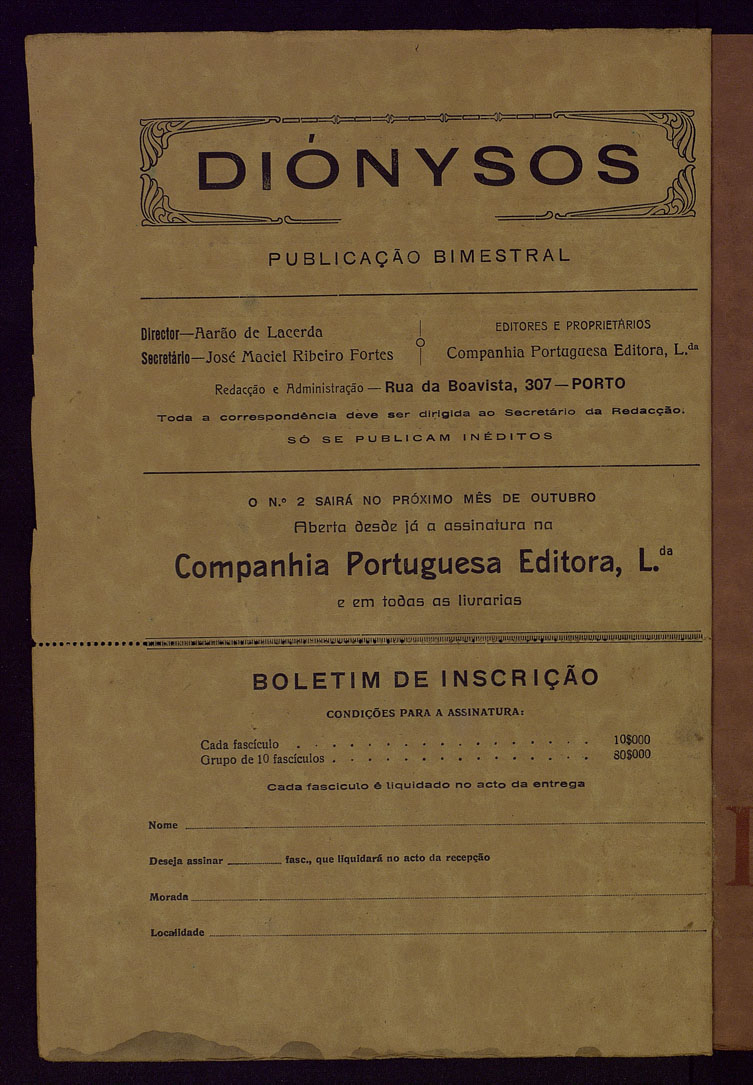 DIÓNYSOS
PUBLICAÇÃO BIMESTRAL
Director—Aarão de Lacerda
Secretário—José Maciel Ribeiro Fortes
EDITORES E PROPRIETÁRIOS
Companhia Portuguesa Editora, L.da
Redacção e Administração — Rua da Boavista, 307 — PORTO
Toda a correspondência deve ser dirigida ao Secretário da Redacção.
SÓ SE PUBLICAM INÉDITOS
O N.º 2 SAIRÁ NO PRÓXIMO MÊS DE OUTUBRO
Aberta desde já a assinatura na
Companhia Portuguesa Editora, L.da
e em todas as livrarias
BOLETIM DE INSCRIÇÃO
CONDIÇÕES PARA A ASSINATURA:
Cada fascículo . . . . . . . . . . . . . . . . . 10$000
Grupo de 10 fascículos . . . . . . . . . . . . . . . 80$000
Cada fascículo é liquidado no acto da entrega
Nome
Deseja assinar ________ fasc., que liquidará no acto da recepção
Morada
Localidade